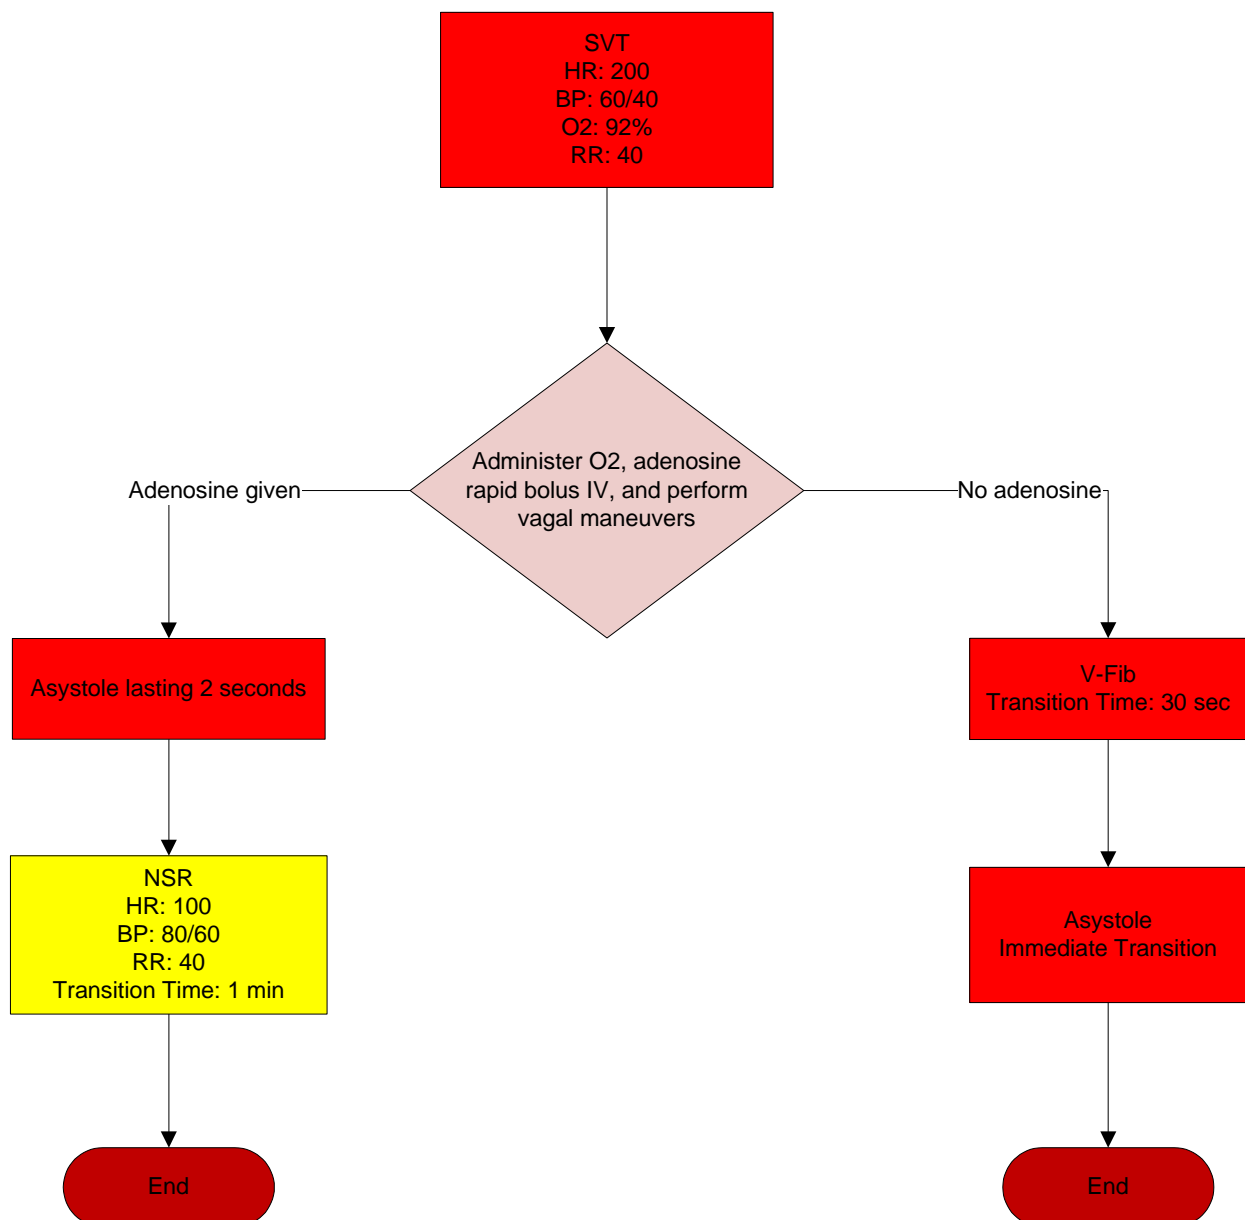 SVT
HR: 200
BP: 60/40
O2: 92%
RR: 40
Administer O2, adenosine
rapid bolus IV, and perform
vagal maneuvers
Adenosine given
No adenosine
Asystole lasting 2 seconds
V-Fib
Transition Time: 30 sec
NSR
HR: 100
BP: 80/60
RR: 40
Transition Time: 1 min
Asystole
Immediate Transition
End
End